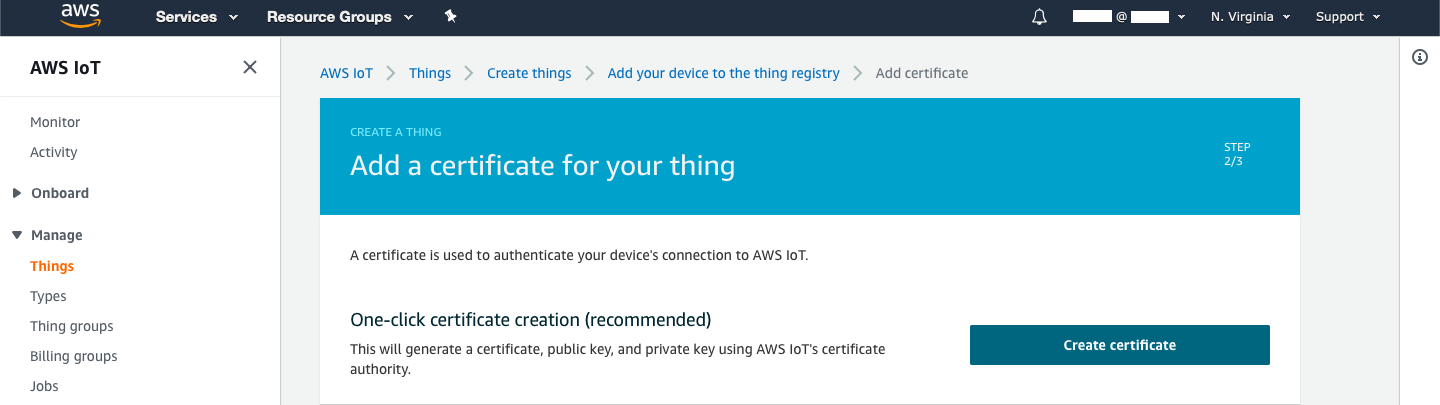 aws Services Resource Groups @ N. Virginia Support
AWS IoT
Monitor
Activity
Onboard
Manage
Things
Types
Thing groups
Billing groups
Jobs
AWS IoT Things Create things Add your device to the thing registry Add certificate
CREATE A THING
Add a certificate for your thing
STEP
2/3
A certificate is used to authenticate your device's connection to AWS IoT.
One-click certificate creation (recommended)
This will generate a certificate, public key, and private key using AWS IoT's certificate
authority.
Create certificate